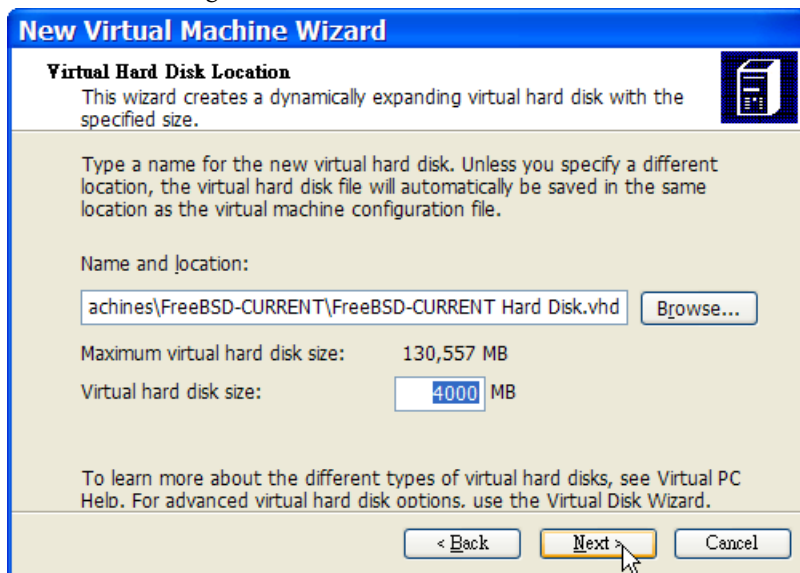 New Virtual Machine Wizard
Virtual Hard Disk Location
This wizard creates a dynamically expanding virtual hard disk with the
specified size.
Type a name for the new virtual hard disk. Unless you specify a different
location, the virtual hard disk file will automatically be saved in the same
location as the virtual machine configuration file.
Name and location:
achines\FreeBSD-CURRENT\FreeBSD-CURRENT Hard Disk.vhd Browse...
Maximum virtual hard disk size: 130,557 MB
Virtual hard disk size: 4000 MB
To learn more about the different types of virtual hard disks, see Virtual PC
Help. For advanced virtual hard disk options, use the Virtual Disk Wizard.
< Back Next > Cancel